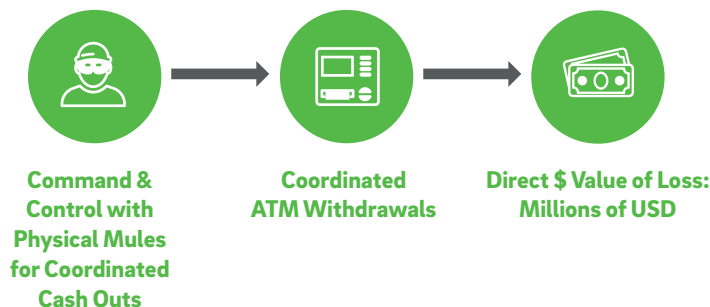 Command &
Control with
Physical Mules
for Coordinated
Cash Outs
Coordinated
ATM Withdrawals
Direct $ Value of Loss:
Millions of USD